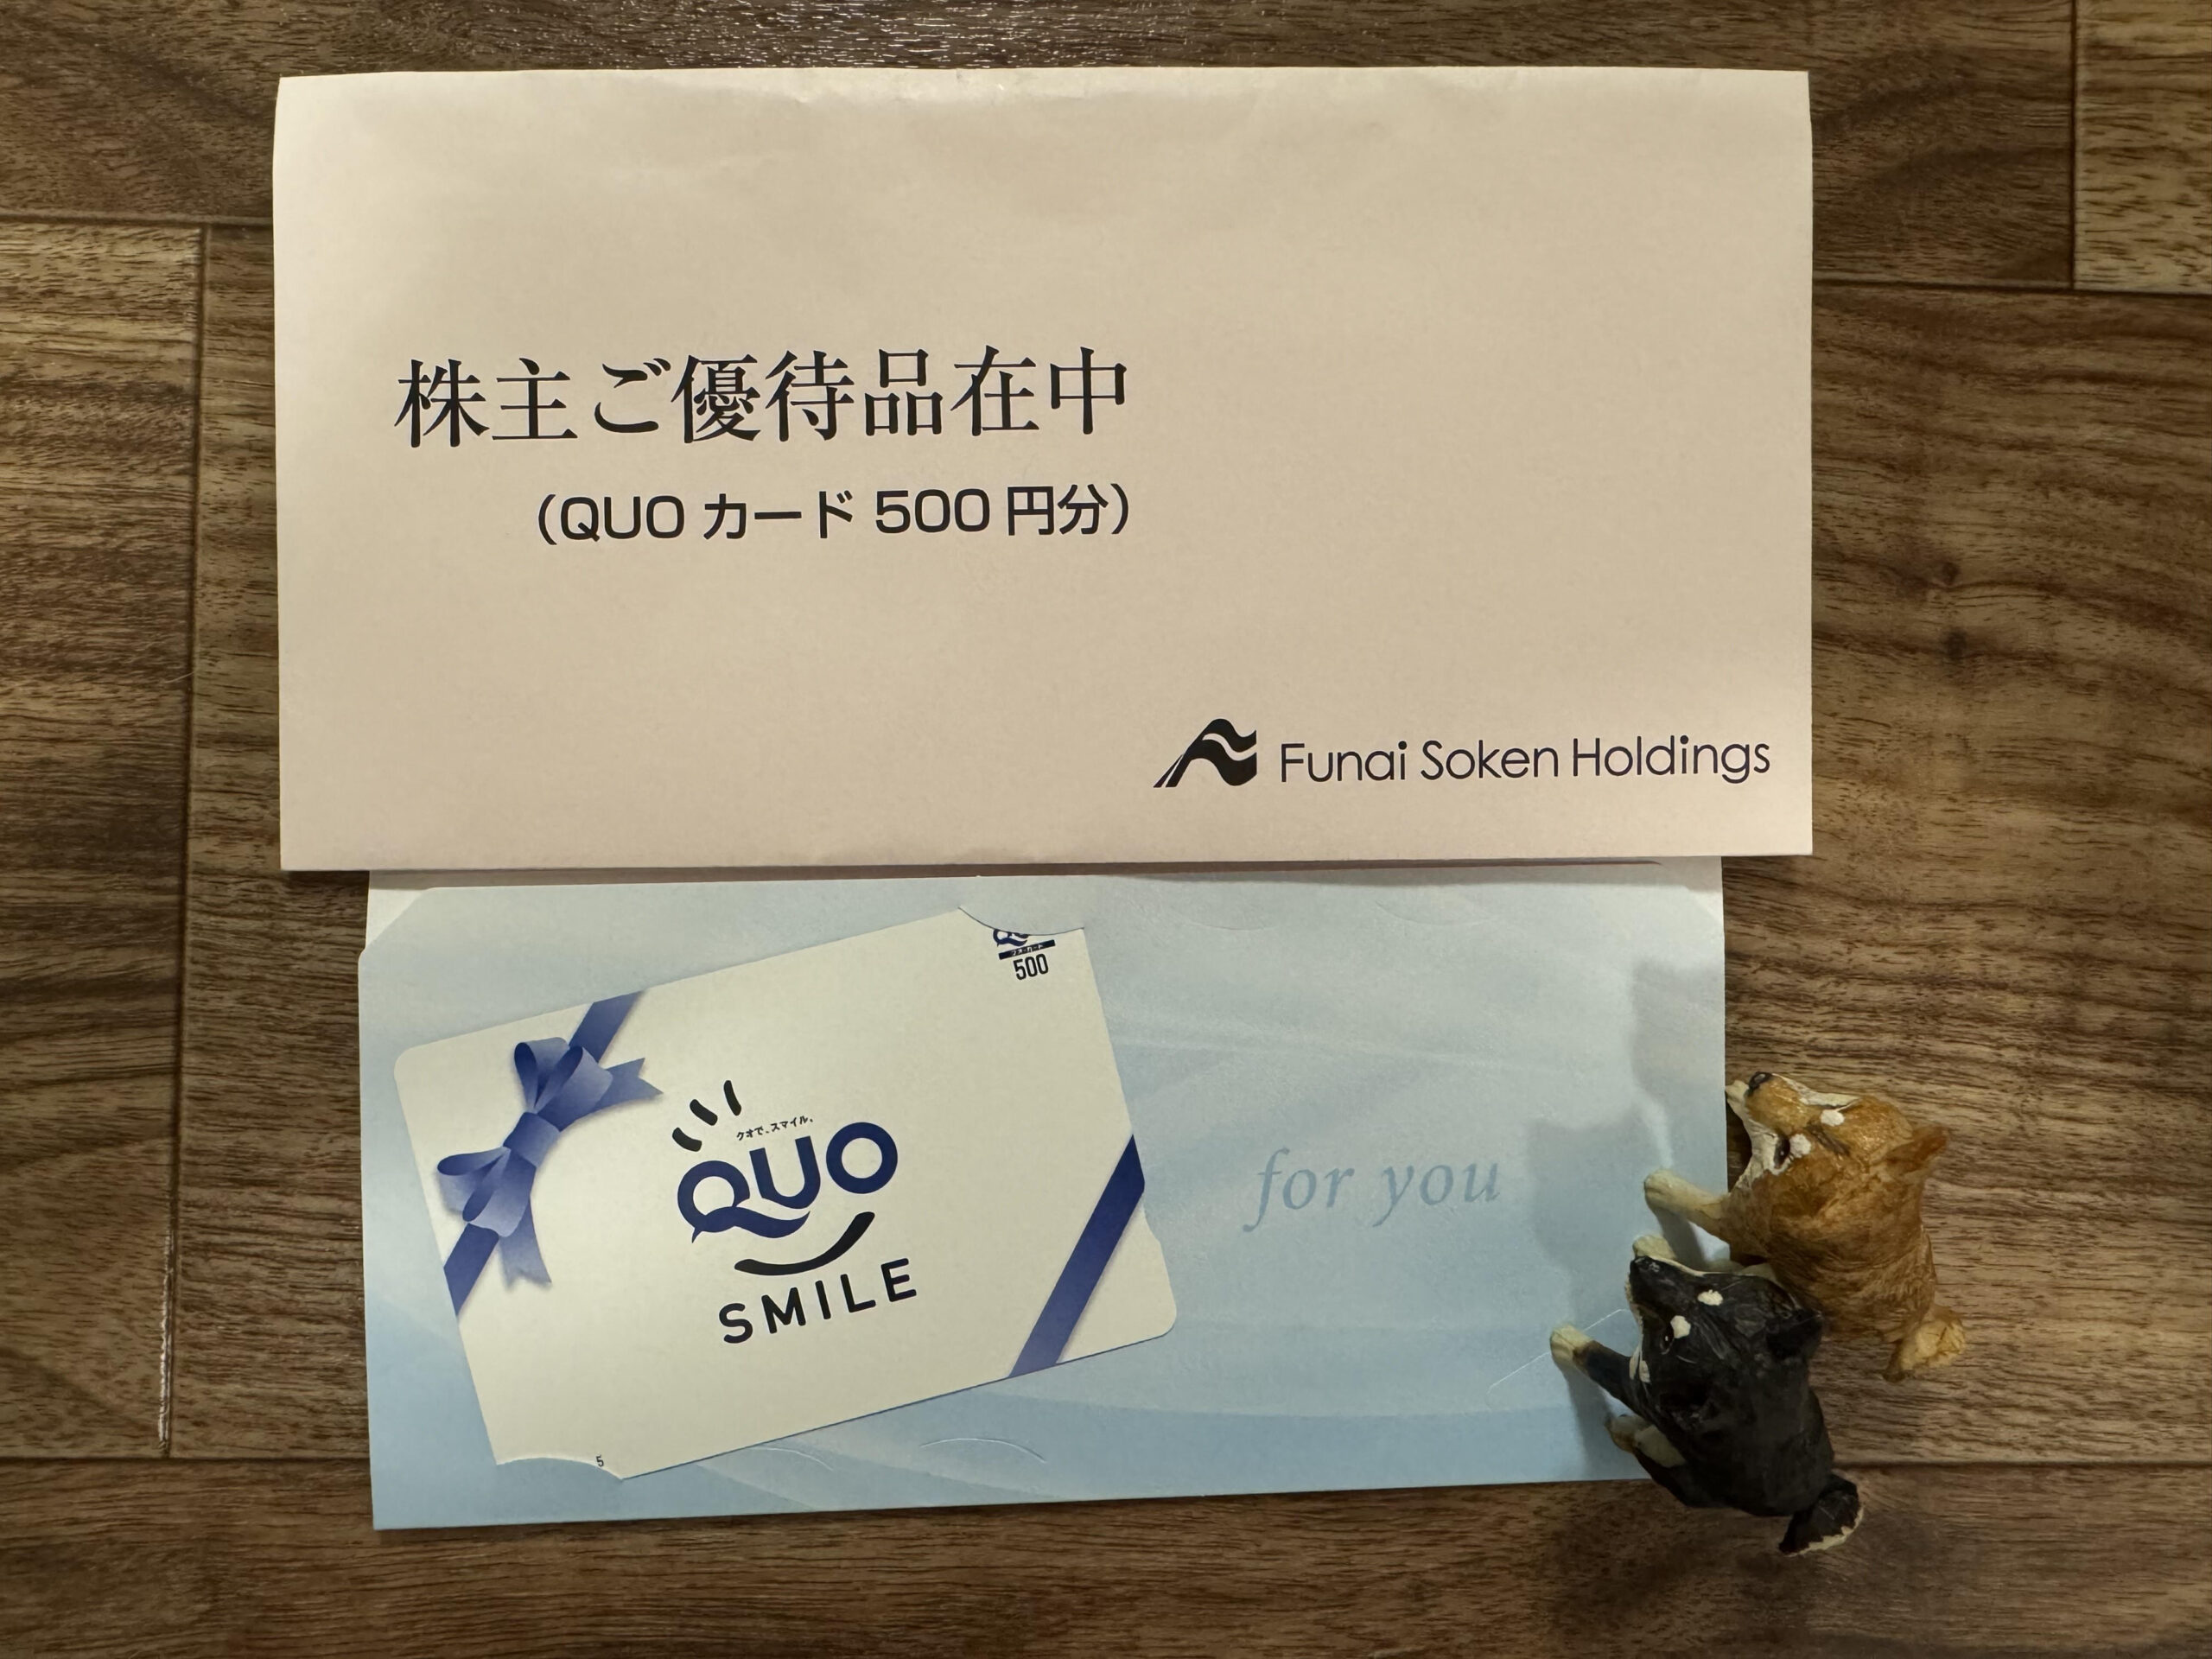 株主ご優待品在中
（QUO カード 500 円分）
Funai Soken Holdings
500
クオで、スマイル。
QUO
SMILE
for you
5